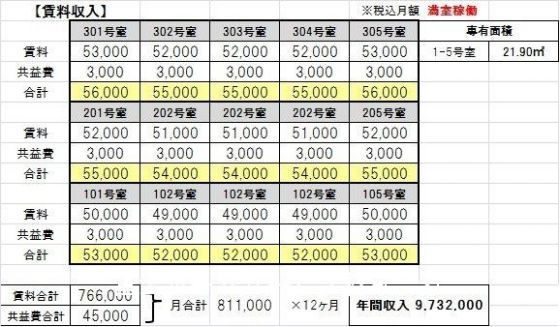 【賃料収入】 ※税込月額 満室稼働
301号室 302号室 303号室 304号室 305号室 専有面積
賃料 53,000 52,000 52,000 52,000 53,000 1-5号室 21.90㎡
共益費 3,000 3,000 3,000 3,000 3,000
合計 56,000 55,000 55,000 55,000 56,000
201号室 202号室 202号室 202号室 205号室
賃料 52,000 51,000 51,000 51,000 52,000
共益費 3,000 3,000 3,000 3,000 3,000
合計 55,000 54,000 54,000 54,000 55,000
101号室 102号室 102号室 102号室 105号室
賃料 50,000 49,000 49,000 49,000 50,000
共益費 3,000 3,000 3,000 3,000 3,000
合計 53,000 52,000 52,000 52,000 53,000
賃料合計 766,000
月合計 811,000 ×12ヶ月 年間収入 9,732,000
共益費合計 45,000